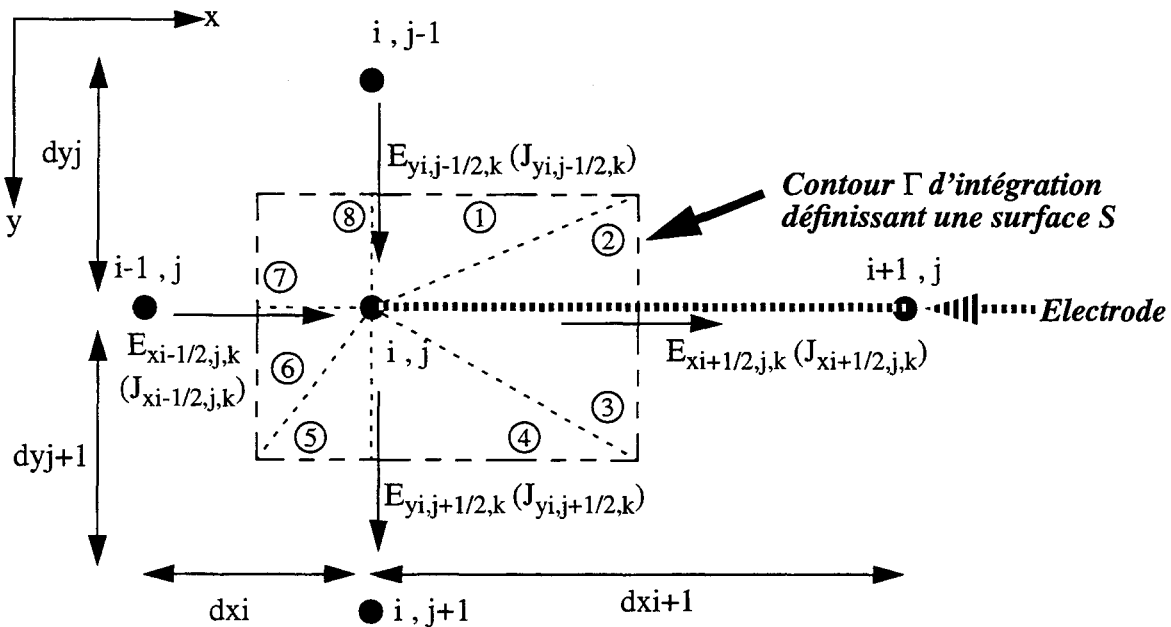 x
i , j-1
dyj
E_yi,j-1/2,k (J_yi,j-1/2,k)
Contour Γ d'intégration
définissant une surface S
y
⑧
①
②
i-1 , j
⑦
i+1 , j
Electrode
E_xi-1/2,j,k
(J_xi-1/2,j,k)
i , j
E_xi+1/2,j,k (J_xi+1/2,j,k)
⑥
③
⑤
④
dyj+1
E_yi,j+1/2,k (J_yi,j+1/2,k)
dxi
dxi+1
i , j+1